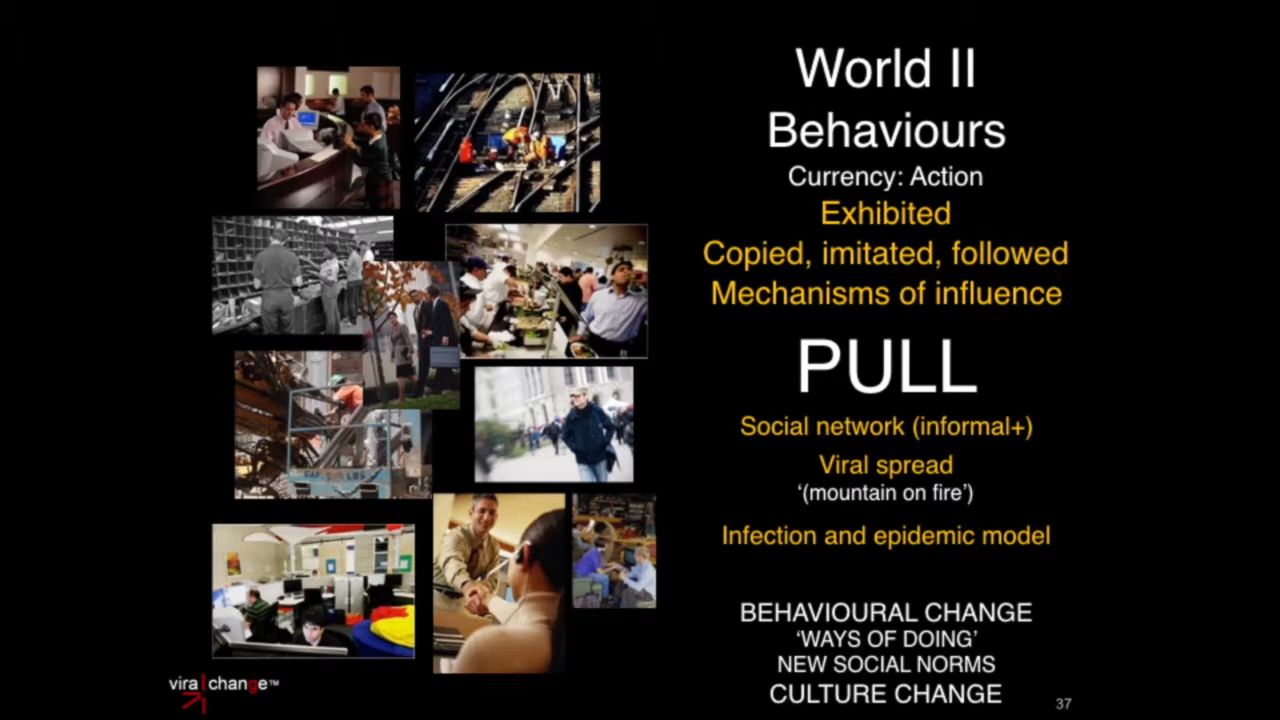 World II
Behaviours
Currency: Action
Exhibited
Copied, imitated, followed
Mechanisms of influence
PULL
Social network (informal+)
Viral spread
‘(mountain on fire’)
Infection and epidemic model
BEHAVIOURAL CHANGE
‘WAYS OF DOING’
NEW SOCIAL NORMS
CULTURE CHANGE
viral change™
37